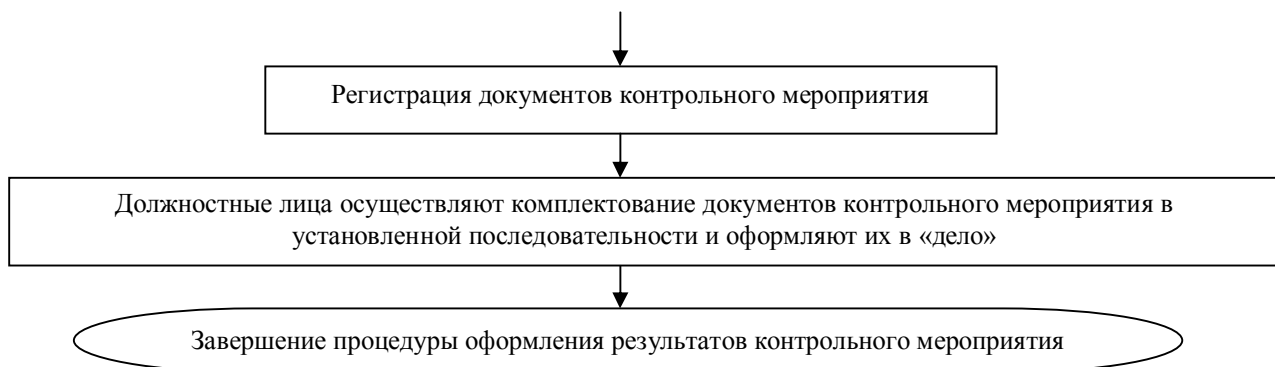 Регистрация документов контрольного мероприятия
Должностные лица осуществляют комплектование документов контрольного мероприятия в
установленной последовательности и оформляют их в «дело»
Завершение процедуры оформления результатов контрольного мероприятия